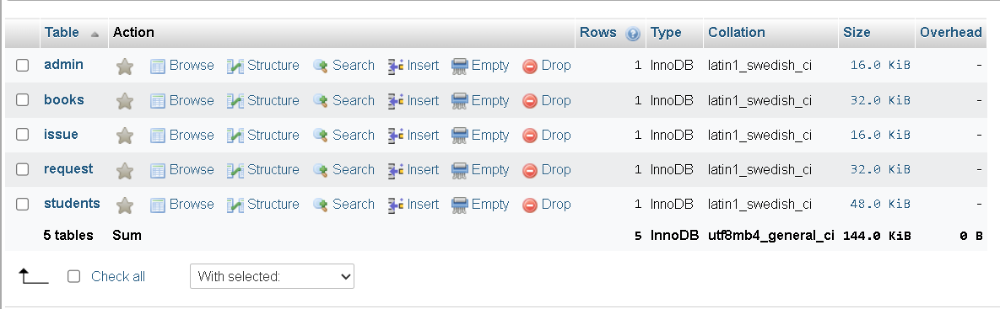 Table Action Rows Type Collation Size Overhead
admin Browse Structure Search Insert Empty Drop 1 InnoDB latin1_swedish_ci 16.0 KiB -
books Browse Structure Search Insert Empty Drop 1 InnoDB latin1_swedish_ci 32.0 KiB -
issue Browse Structure Search Insert Empty Drop 1 InnoDB latin1_swedish_ci 16.0 KiB -
request Browse Structure Search Insert Empty Drop 1 InnoDB latin1_swedish_ci 32.0 KiB -
students Browse Structure Search Insert Empty Drop 1 InnoDB latin1_swedish_ci 48.0 KiB -
5 tables Sum 5 InnoDB utf8mb4_general_ci 144.0 KiB 0 B
Check all With selected: